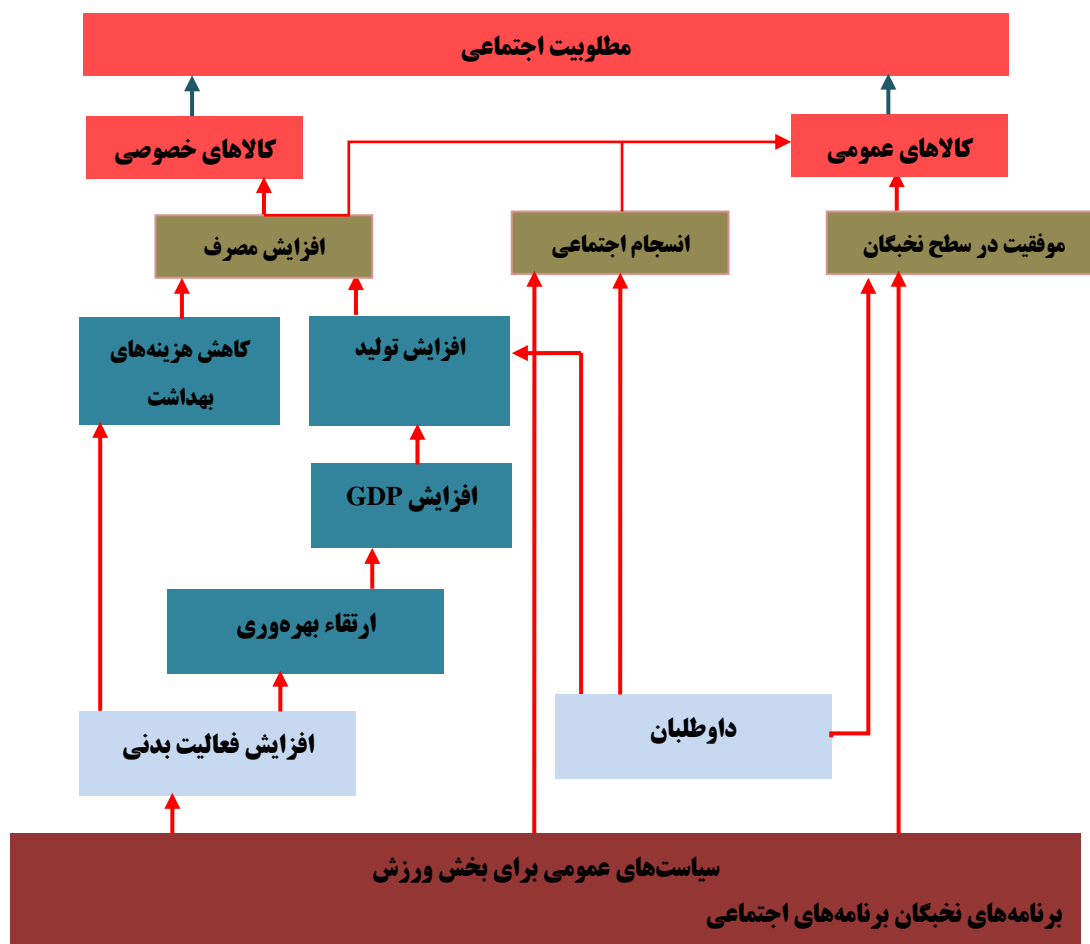 مطلوبیت اجتماعی
کالاهای عمومی
کالاهای خصوصی
موفقیت در سطح نخبگان
انسجام اجتماعی
افزایش مصرف
افزایش تولید
کاهش هزینه‌های
بهداشت
افزایش GDP
ارتقاء بهره‌وری
داوطلبان
افزایش فعالیت بدنی
سیاست‌های عمومی برای بخش ورزش
برنامه‌های نخبگان برنامه‌های اجتماعی